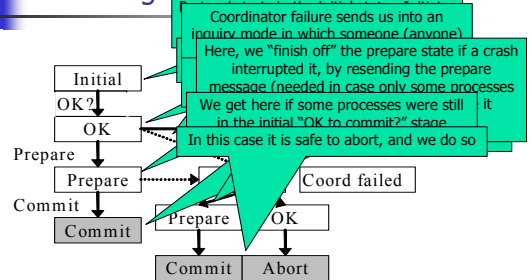 Coordinator failure sends us into an
inquiry mode in which someone (anyone)
Here, we “finish off” the prepare state if a crash
interrupted it, by resending the prepare
message (needed in case only some processes
We get here if some processes were still it
in the initial “OK to commit?” stage
In this case it is safe to abort, and we do so
Initial
OK?
OK
Prepare
Prepare
Coord failed
Commit
Commit
Prepare
OK
Commit
Abort